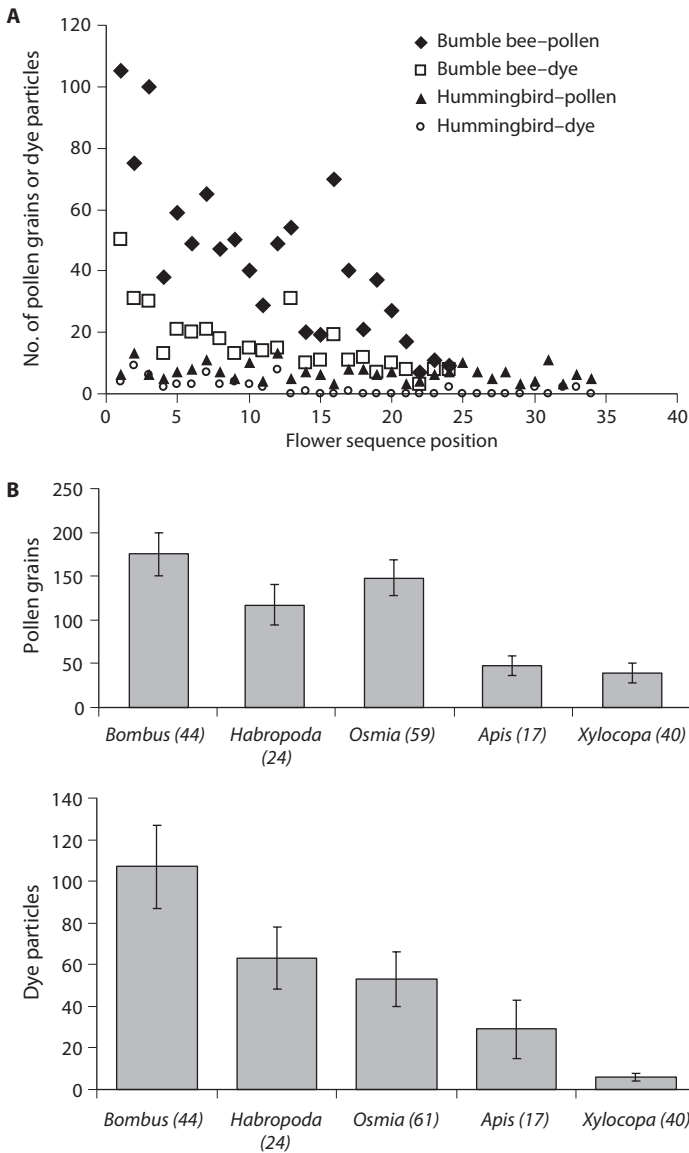 A
120
100
80
60
40
20
0
No. of pollen grains or dye particles
Bumble bee–pollen
Bumble bee–dye
Hummingbird–pollen
Hummingbird–dye
0 5 10 15 20 25 30 35 40
Flower sequence position
B
250
200
150
100
50
0
Pollen grains
Bombus (44) Habropoda Osmia (59) Apis (17) Xylocopa (40)
(24)
140
120
100
80
60
40
20
0
Dye particles
Bombus (44) Habropoda Osmia (61) Apis (17) Xylocopa (40)
(24)